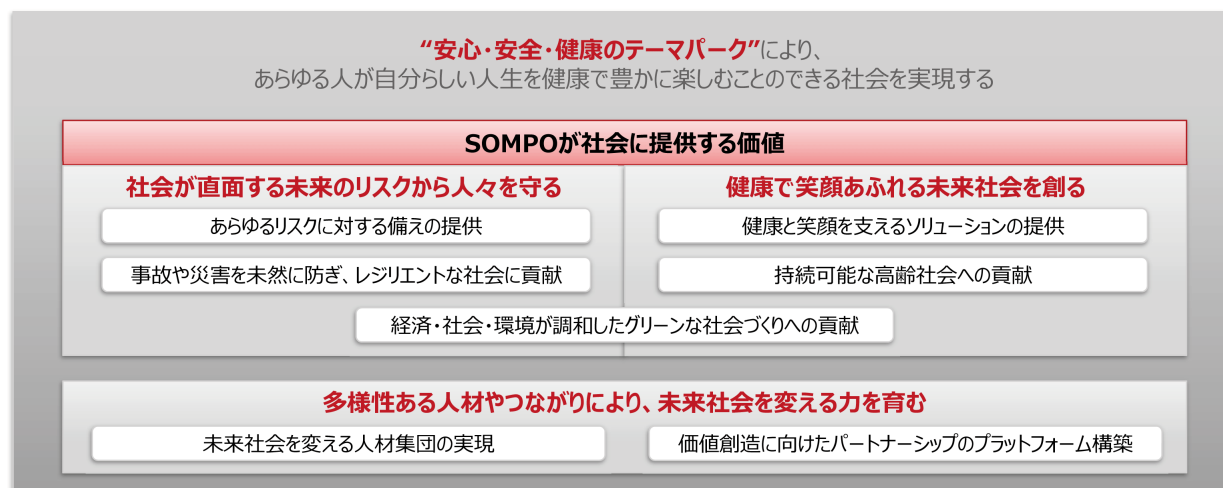 “安心・安全・健康のテーマパーク”により、
あらゆる人が自分らしい人生を健康で豊かに楽しむことのできる社会を実現する
SOMPOが社会に提供する価値
社会が直面する未来のリスクから人々を守る
あらゆるリスクに対する備えの提供
事故や災害を未然に防ぎ、レジリエントな社会に貢献
健康で笑顔あふれる未来社会を創る
健康と笑顔を支えるソリューションの提供
持続可能な高齢社会への貢献
経済・社会・環境が調和したグリーンな社会づくりへの貢献
多様性ある人材やつながりにより、未来社会を変える力を育む
未来社会を変える人材集団の実現
価値創造に向けたパートナーシップのプラットフォーム構築